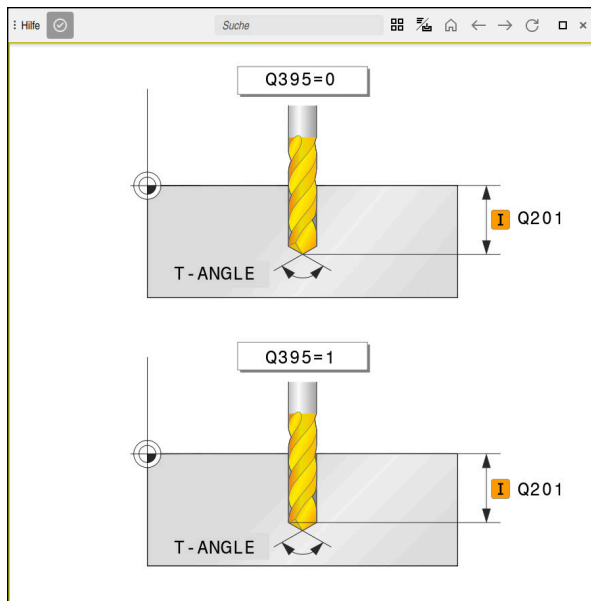 Hilfe
Suche
Q395=0
I Q201
T-ANGLE
Q395=1
I Q201
T-ANGLE